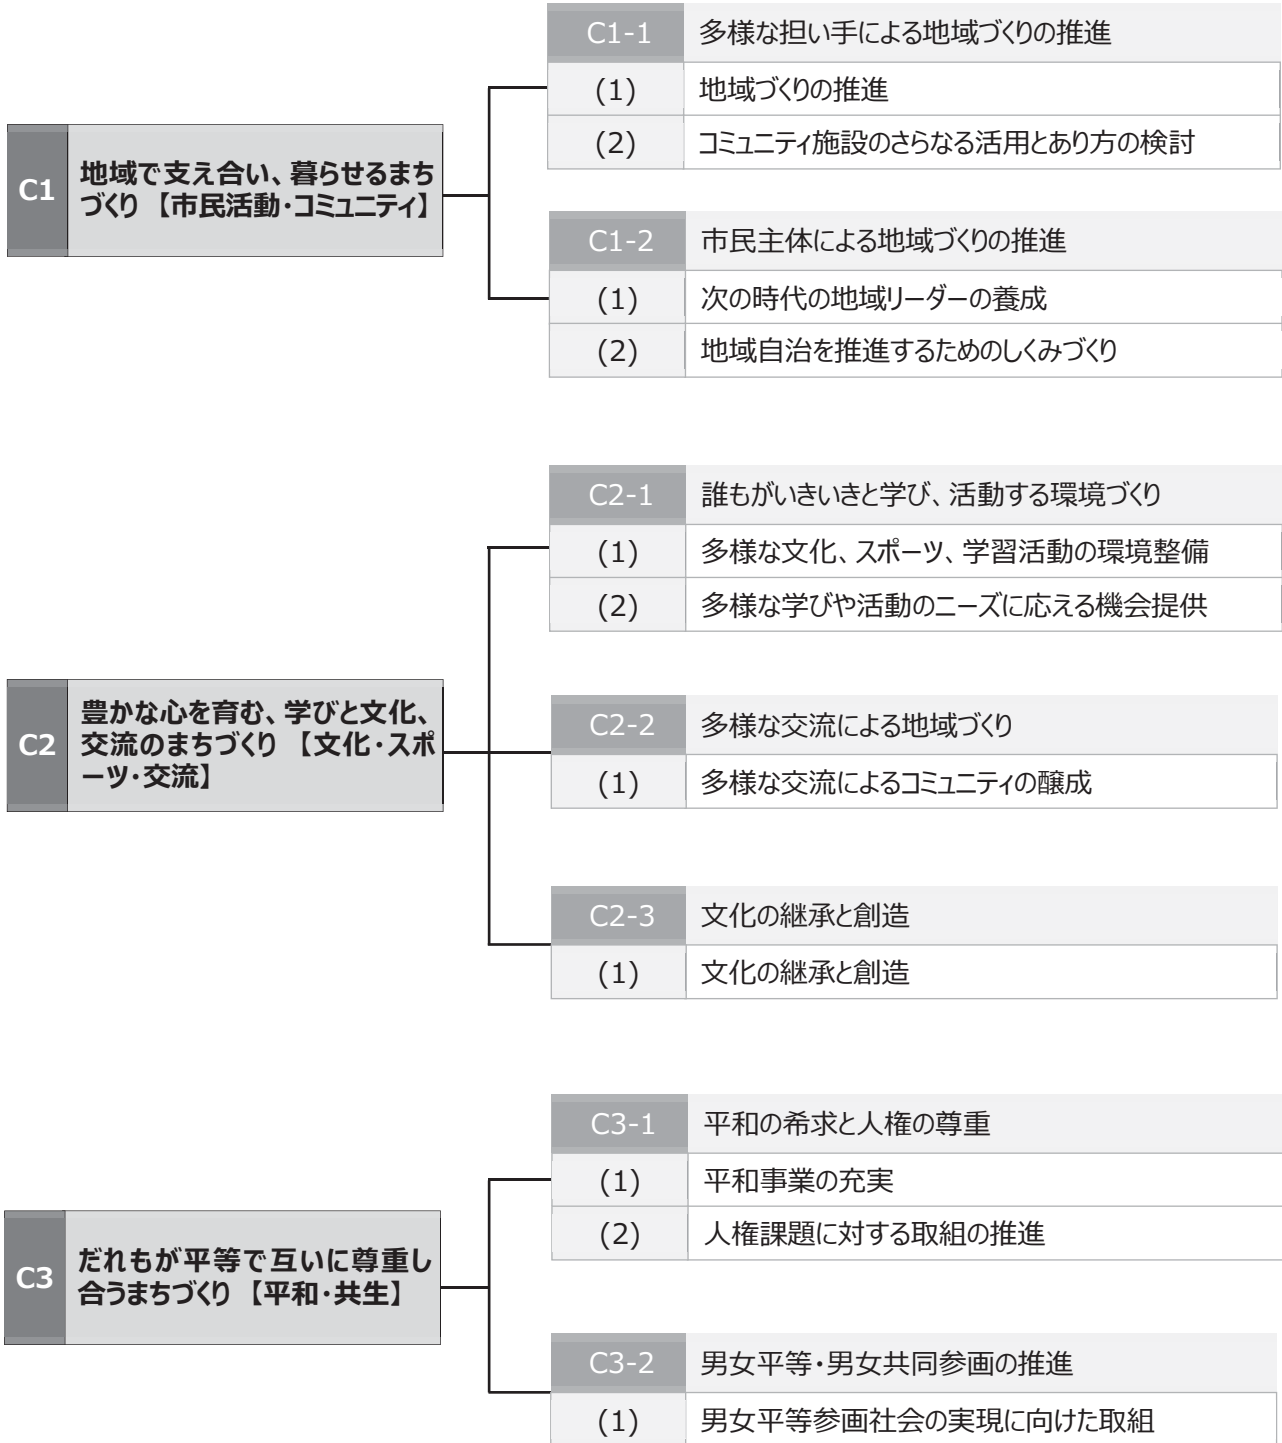 C1-1 多様な担い手による地域づくりの推進
(1) 地域づくりの推進
(2) コミュニティ施設のさらなる活用とあり方の検討
C1 地域で支え合い、暮らせるまち
づくり 【市民活動・コミュニティ】
C1-2 市民主体による地域づくりの推進
(1) 次の時代の地域リーダーの養成
(2) 地域自治を推進するためのしくみづくり
C2-1 誰もがいきいきと学び、活動する環境づくり
(1) 多様な文化、スポーツ、学習活動の環境整備
(2) 多様な学びや活動のニーズに応える機会提供
C2 豊かな心を育む、学びと文化、
交流のまちづくり 【文化・スポ
ーツ・交流】
C2-2 多様な交流による地域づくり
(1) 多様な交流によるコミュニティの醸成
C2-3 文化の継承と創造
(1) 文化の継承と創造
C3-1 平和の希求と人権の尊重
(1) 平和事業の充実
(2) 人権課題に対する取組の推進
C3 だれもが平等で互いに尊重し
合うまちづくり 【平和・共生】
C3-2 男女平等・男女共同参画の推進
(1) 男女平等参画社会の実現に向けた取組